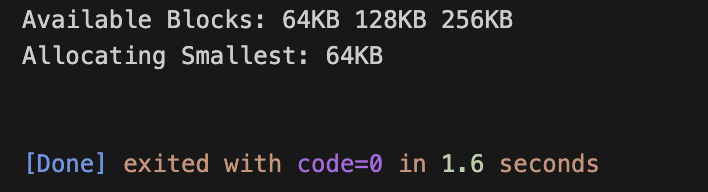 Available Blocks: 64KB 128KB 256KB
Allocating Smallest: 64KB
[Done] exited with code=0 in 1.6 seconds